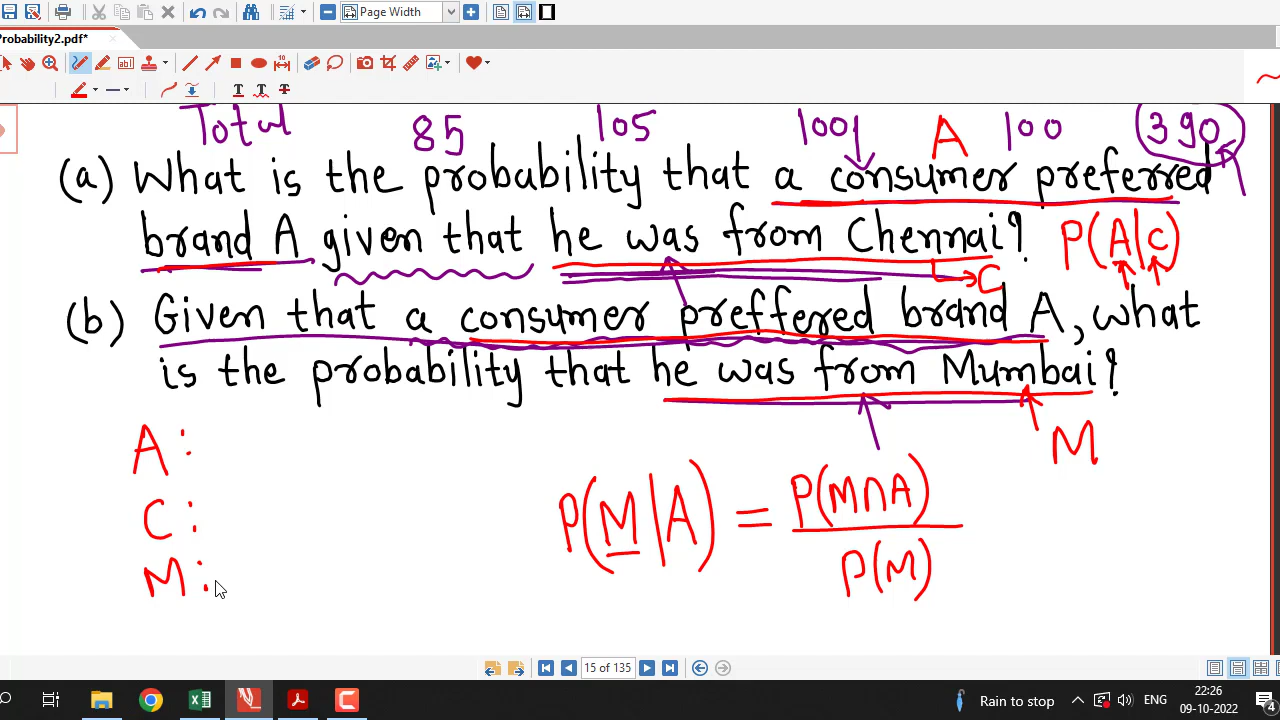 Page Width
Probability2.pdf*
Total 85 105 100 A 100 390
(a) What is the probability that a consumer preferred
brand A given that he was from Chennai? P(A|C)
C
(b) Given that a consumer preffered brand A, what
is the probability that he was from Mumbai?
M
A:
C:
M:
P(M|A) = P(M∩A)
P(M)
15 of 135
Rain to stop
ENG
22:26
09-10-2022
4